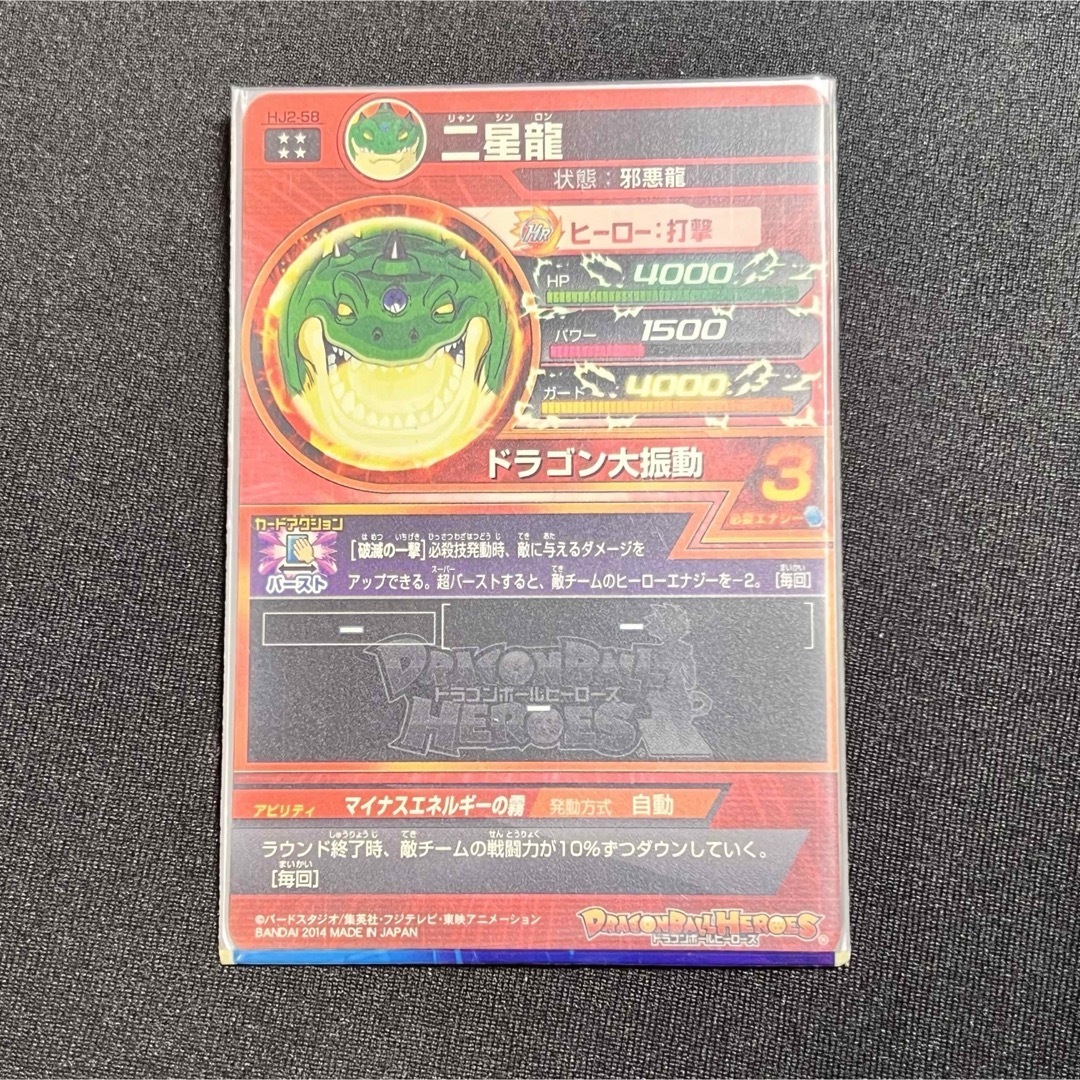 HJ2-58
リャン シン ロン
二星龍
状態：邪悪龍
HR ヒーロー：打撃
HP 4000
パワー 1500
ガード 4000
ドラゴン大振動
3
必要エナジー
カードアクション
バースト
はめつ いちげき ひっさつわざはつどうじ てき あた
[破滅の一撃]必殺技発動時、敵に与えるダメージを
スーパー てき まいかい
アップできる。超バーストすると、敵チームのヒーローエナジーを−2。[毎回]
DRAGONBALL
ドラゴンボールヒーローズ
HEROES
アビリティ マイナスエネルギーの霧 発動方式 自動
しゅうりょうじ てき せんとうりょく
ラウンド終了時、敵チームの戦闘力が10%ずつダウンしていく。
まいかい
[毎回]
©バードスタジオ/集英社・フジテレビ・東映アニメーション
BANDAI 2014 MADE IN JAPAN
DRAGONBALL HEROES
ドラゴンボールヒーローズ